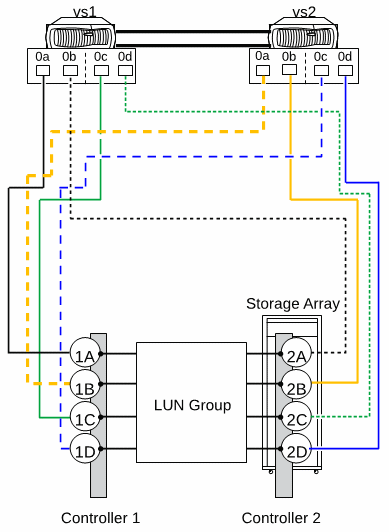 vs1 vs2
0a 0b 0c 0d 0a 0b 0c 0d
Storage Array
1A 2A
1B 2B
LUN Group
1C 2C
1D 2D
Controller 1 Controller 2